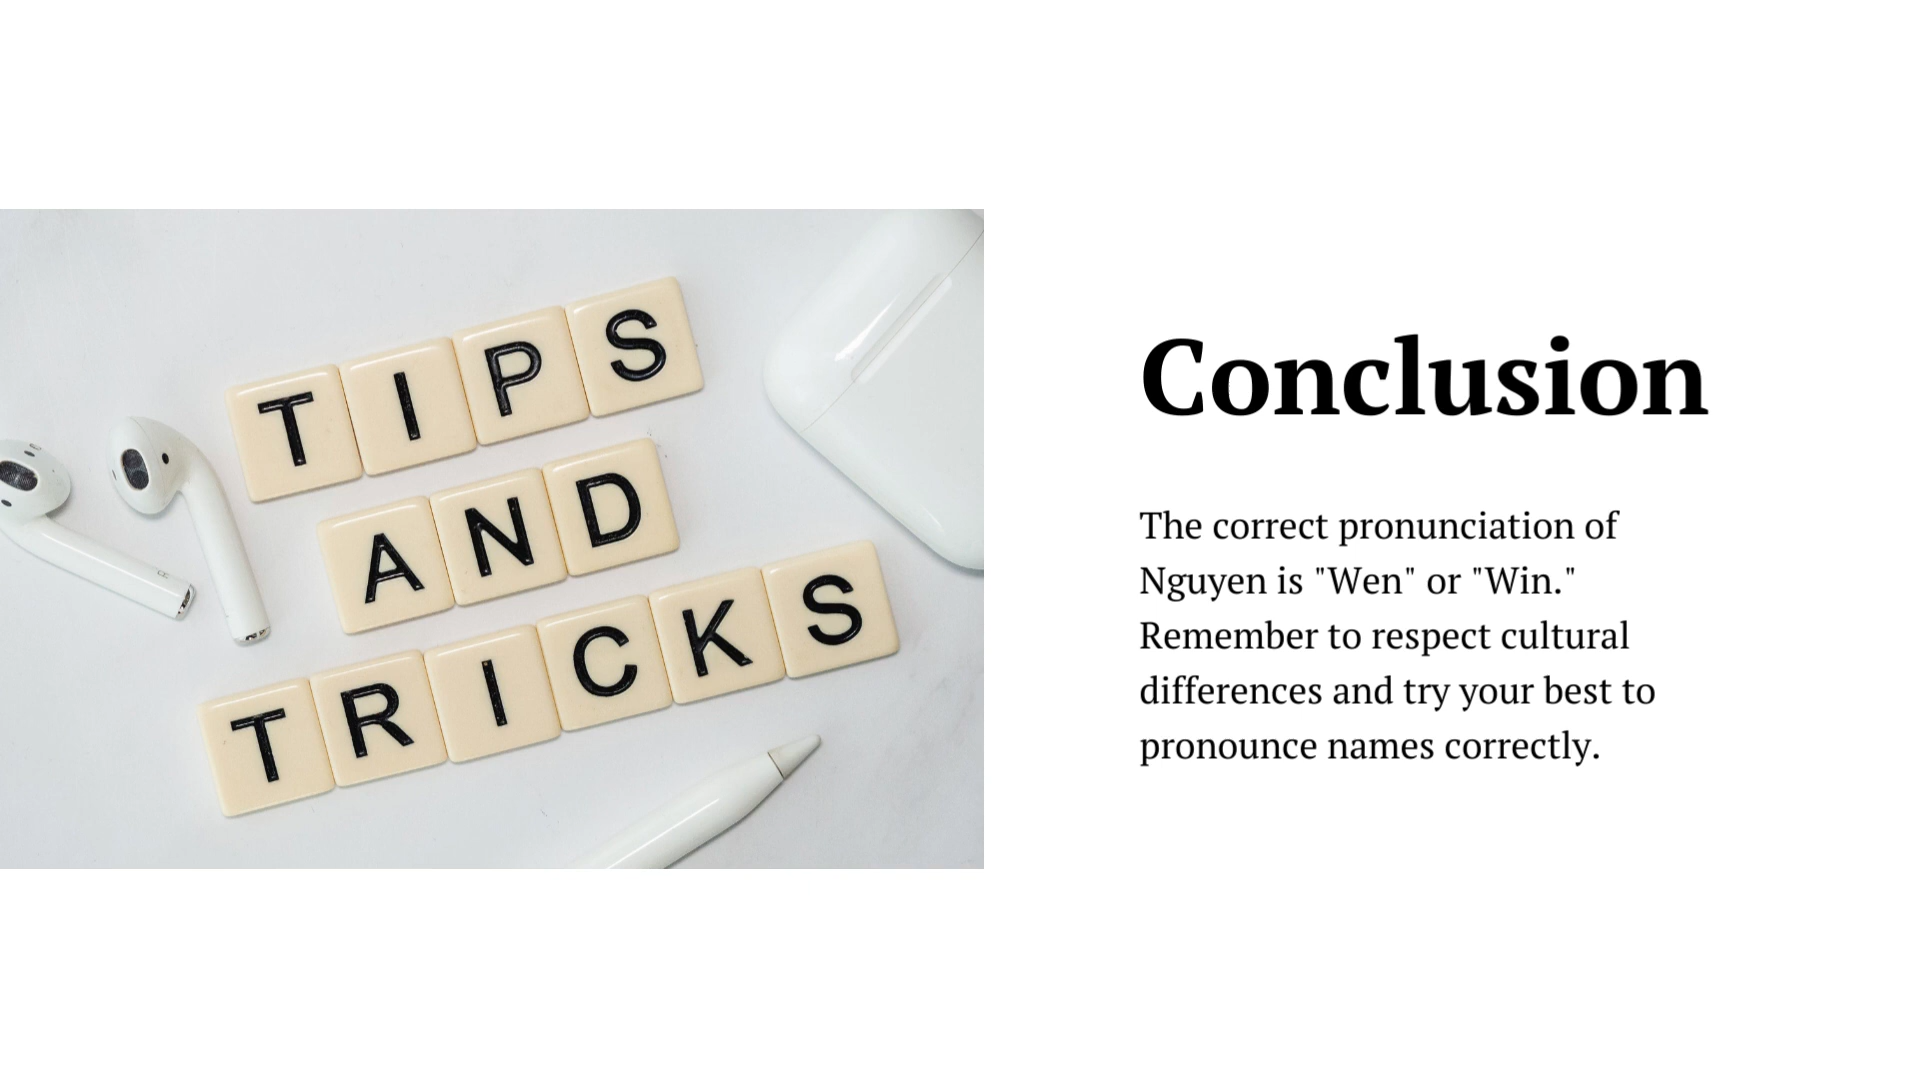 TIPS
AND
TRICKS
Conclusion
The correct pronunciation of
Nguyen is "Wen" or "Win."
Remember to respect cultural
differences and try your best to
pronounce names correctly.